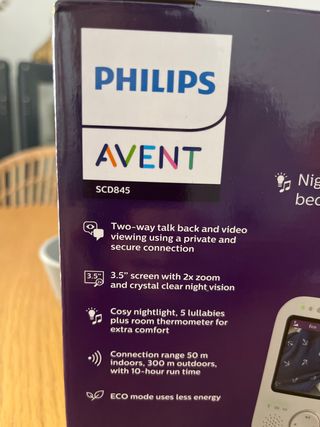 PHILIPS
AVENT
SCD845
Two-way talk back and video
viewing using a private and
secure connection
3.5"
3.5" screen with 2x zoom
and crystal clear night vision
Cosy nightlight, 5 lullabies
plus room thermometer for
extra comfort
Connection range 50 m
indoors, 300 m outdoors,
with 10-hour run time
ECO mode uses less energy